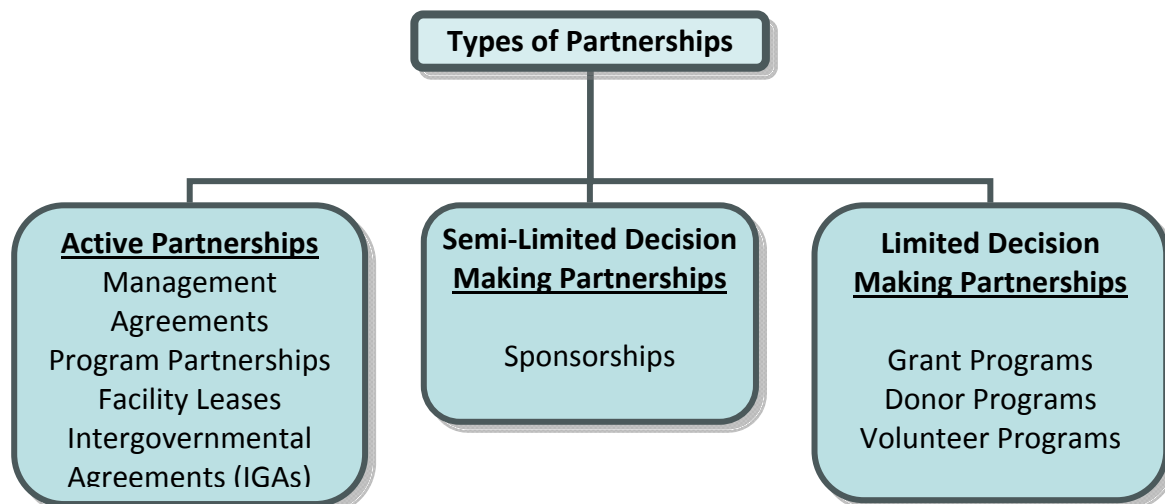 Types of Partnerships
Active Partnerships
Management
Agreements
Program Partnerships
Facility Leases
Intergovernmental
Agreements (IGAs)
Semi-Limited Decision
Making Partnerships
Sponsorships
Limited Decision
Making Partnerships
Grant Programs
Donor Programs
Volunteer Programs